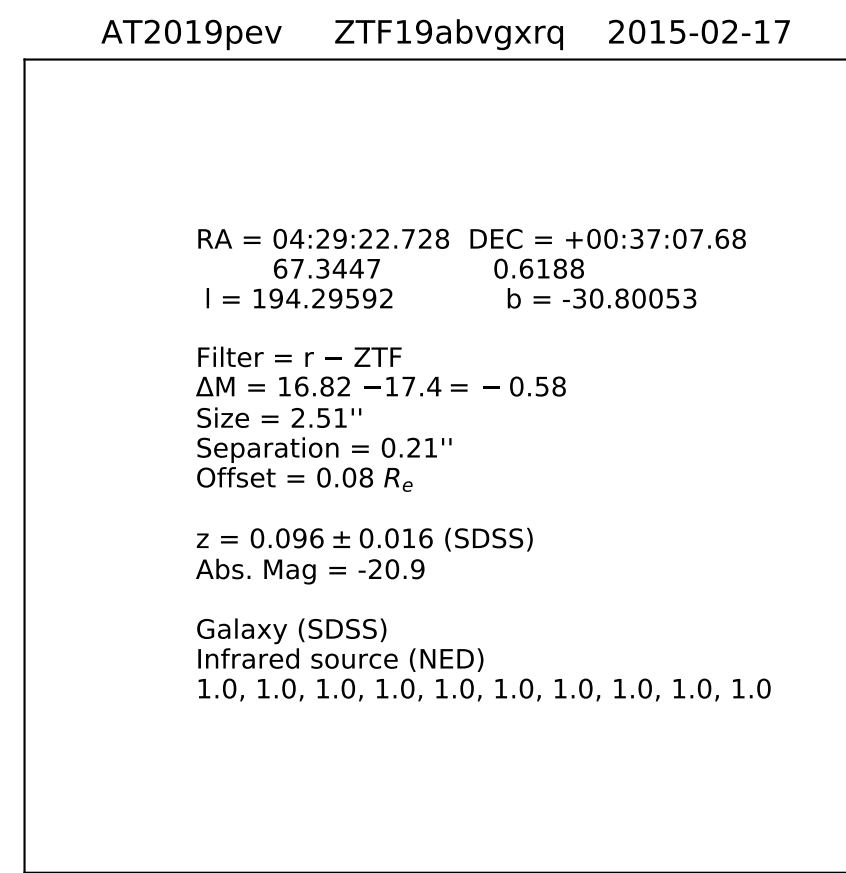 AT2019pev ZTF19abvgxrq 2015-02-17
RA = 04:29:22.728 DEC = +00:37:07.68
67.3447 0.6188
l = 194.29592 b = -30.80053
Filter = r − ZTF
ΔM = 16.82 −17.4 = − 0.58
Size = 2.51''
Separation = 0.21''
Offset = 0.08 Rₑ
z = 0.096 ± 0.016 (SDSS)
Abs. Mag = -20.9
Galaxy (SDSS)
Infrared source (NED)
1.0, 1.0, 1.0, 1.0, 1.0, 1.0, 1.0, 1.0, 1.0, 1.0